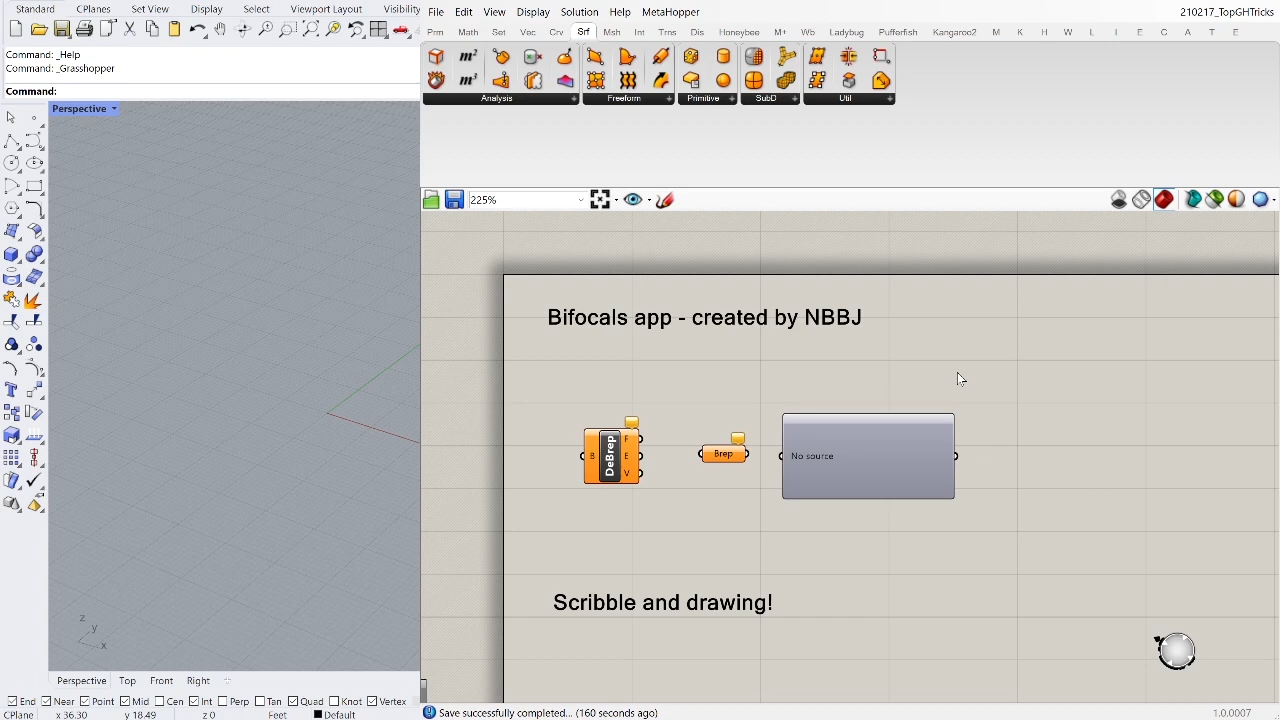 Standard CPlanes Set View Display Select Viewport Layout Visibility
Command: _Help
Command: _Grasshopper
Command:
Perspective
z
y
x
Perspective Top Front Right
End Near Point Mid Cen Int Perp Tan Quad Knot Vertex
CPlane x 36.30 y 18.49 z 0 Feet Default
File Edit View Display Solution Help MetaHopper 210217_TopGHTricks
Prm Math Set Vec Crv Srf Msh Int Trns Dis Honeybee M+ Wb Ladybug Pufferfish Kangaroo2 M K H W L I E C A T E
m² 
m³
Analysis Freeform Primitive SubD Util
225%
Bifocals app - created by NBBJ
B DeBrep F E V
Brep
No source
Scribble and drawing!
Save successfully completed... (160 seconds ago) 1.0.0007